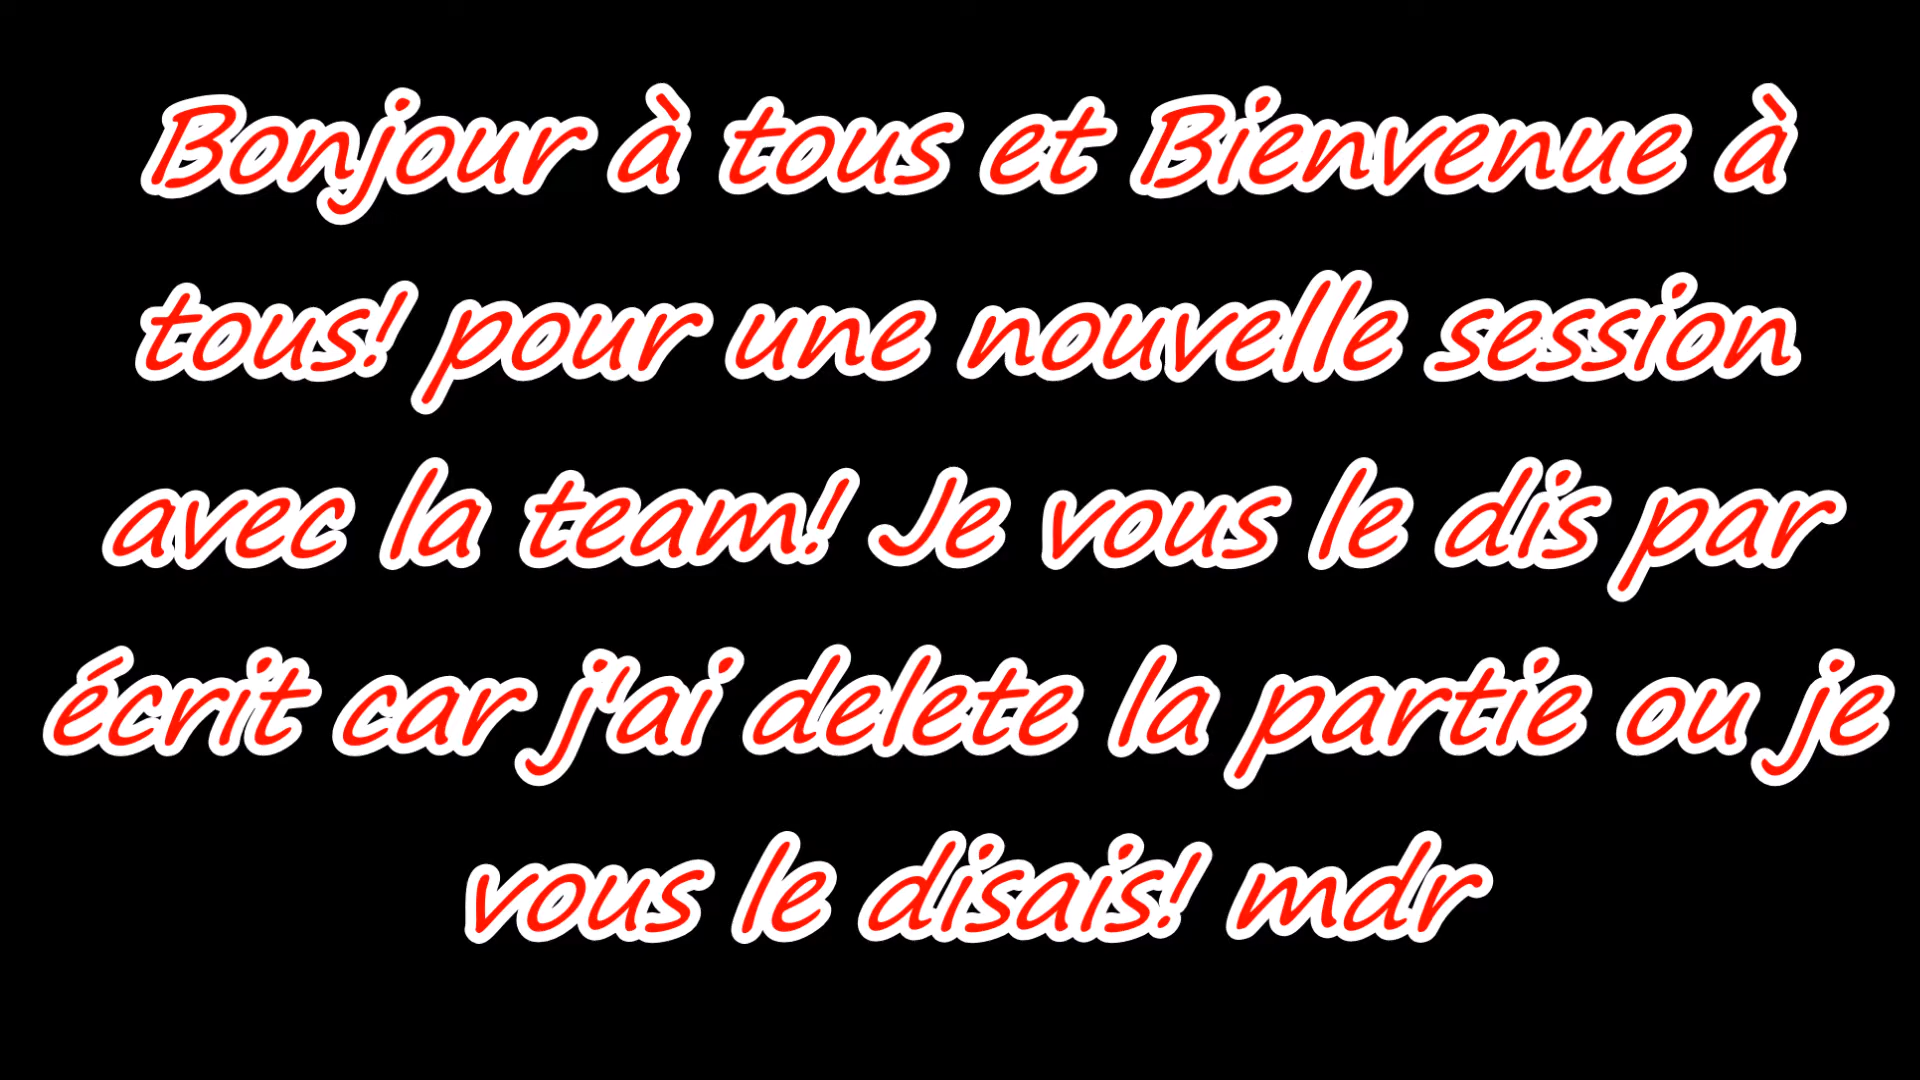 Bonjour à tous et Bienvenue à
tous! pour une nouvelle session
avec la team! Je vous le dis par
écrit car j'ai delete la partie ou je
vous le disais! mdr